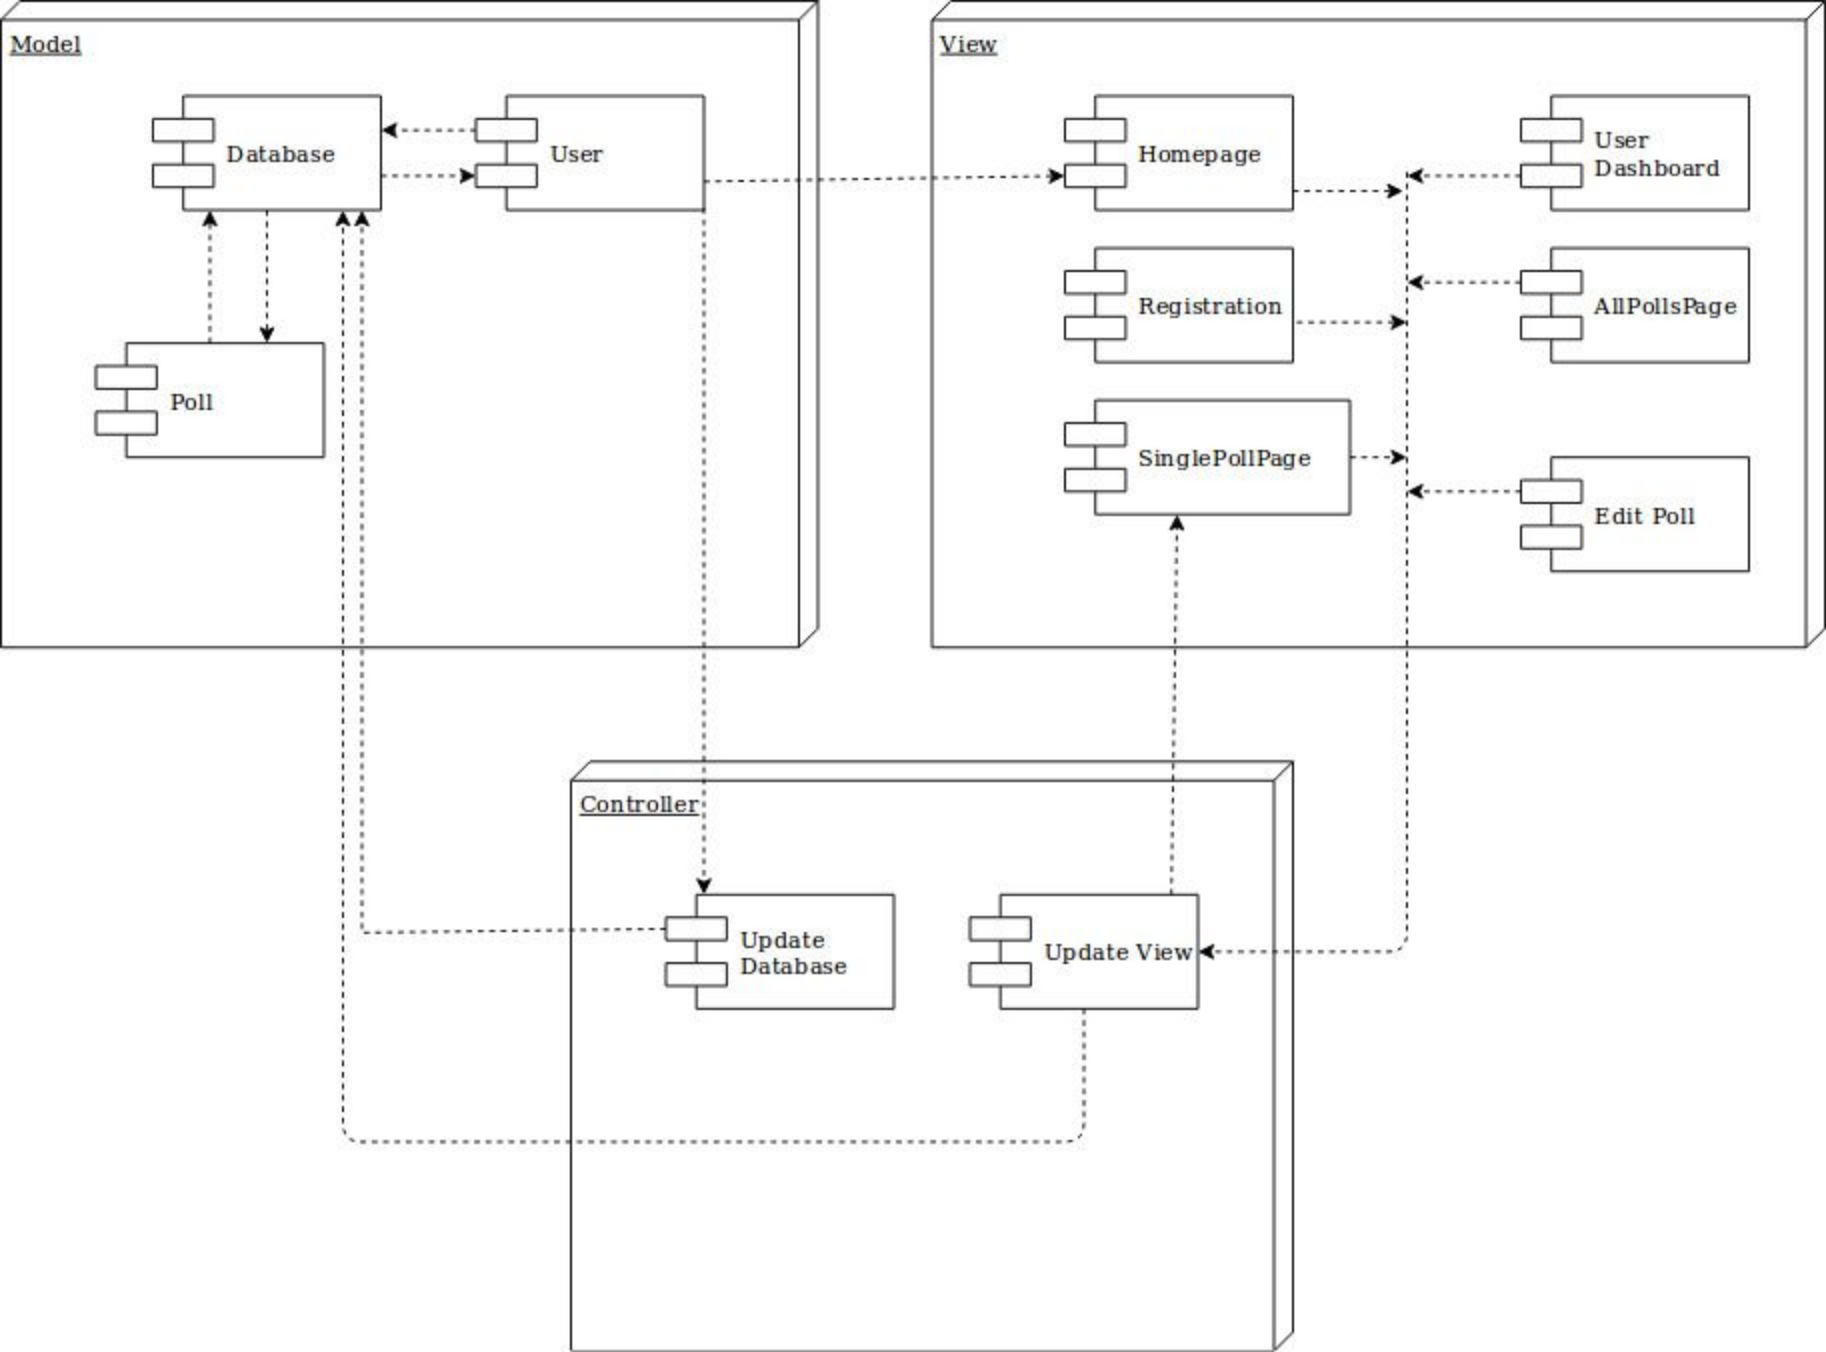 Model
Database
User
Poll
View
Homepage
User
Dashboard
Registration
AllPollsPage
SinglePollPage
Edit Poll
Controller
Update
Database
Update View